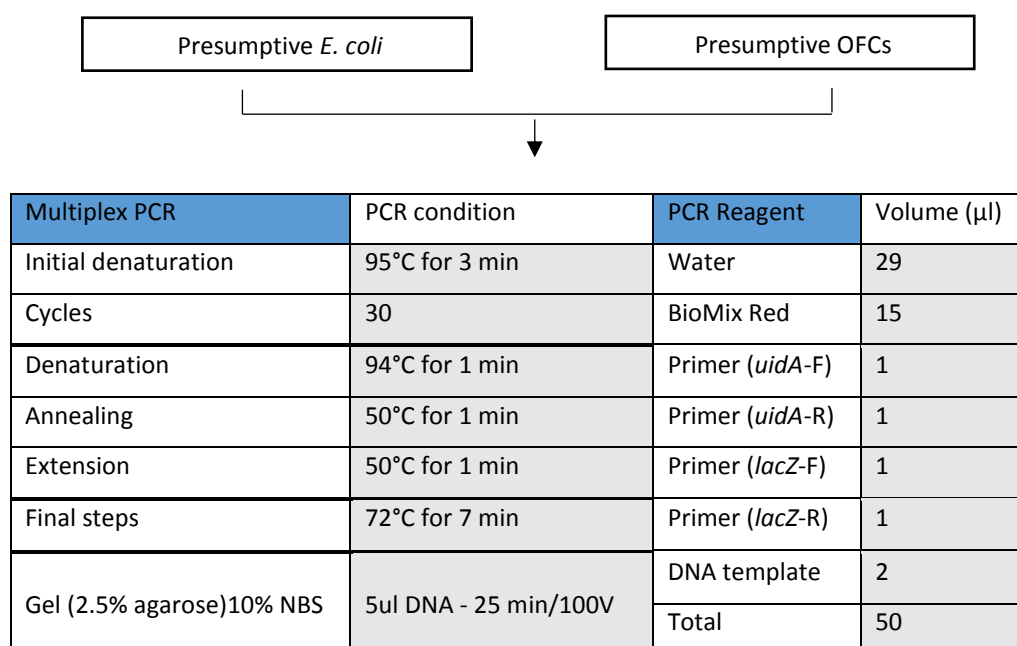 Presumptive E. coli
Presumptive OFCs
Multiplex PCR PCR condition PCR Reagent Volume (µl)
Initial denaturation 95°C for 3 min Water 29
Cycles 30 BioMix Red 15
Denaturation 94°C for 1 min Primer (uidA-F) 1
Annealing 50°C for 1 min Primer (uidA-R) 1
Extension 50°C for 1 min Primer (lacZ-F) 1
Final steps 72°C for 7 min Primer (lacZ-R) 1
DNA template 2
Gel (2.5% agarose)10% NBS 5ul DNA - 25 min/100V
Total 50